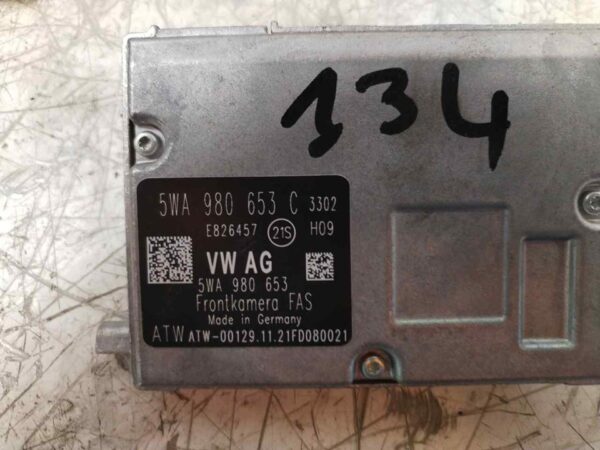 134
5WA 980 653 C 3302
E826457 21S H09
VW AG
5WA 980 653
Frontkamera FAS
Made in Germany
ATW ATW-00129.11.21FD080021